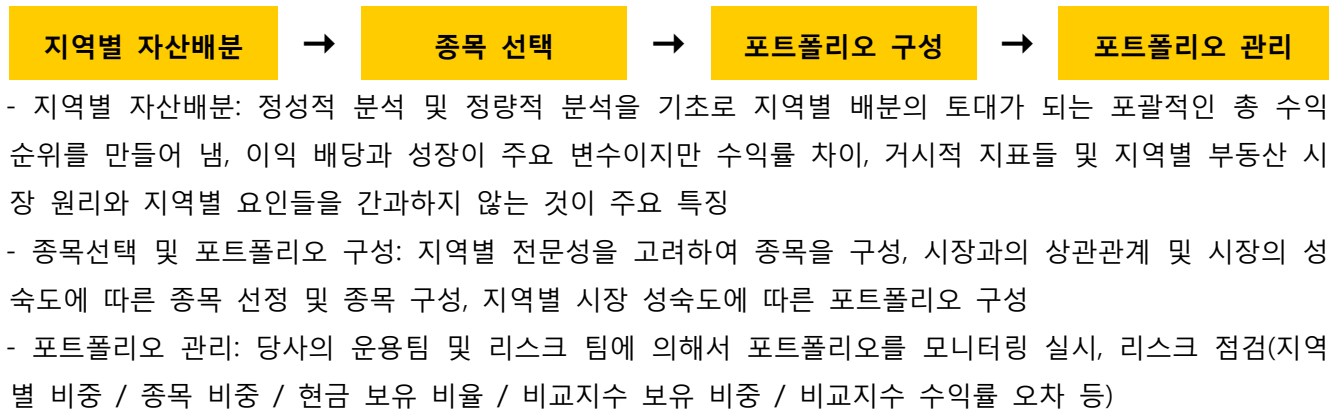 지역별 자산배분 → 종목 선택 → 포트폴리오 구성 → 포트폴리오 관리
- 지역별 자산배분: 정성적 분석 및 정량적 분석을 기초로 지역별 배분의 토대가 되는 포괄적인 총 수익
순위를 만들어 냄, 이익 배당과 성장이 주요 변수이지만 수익률 차이, 거시적 지표들 및 지역별 부동산 시
장 원리와 지역별 요인들을 간과하지 않는 것이 주요 특징
- 종목선택 및 포트폴리오 구성: 지역별 전문성을 고려하여 종목을 구성, 시장과의 상관관계 및 시장의 성
숙도에 따른 종목 선정 및 종목 구성, 지역별 시장 성숙도에 따른 포트폴리오 구성
- 포트폴리오 관리: 당사의 운용팀 및 리스크 팀에 의해서 포트폴리오를 모니터링 실시, 리스크 점검(지역
별 비중 / 종목 비중 / 현금 보유 비율 / 비교지수 보유 비중 / 비교지수 수익률 오차 등)